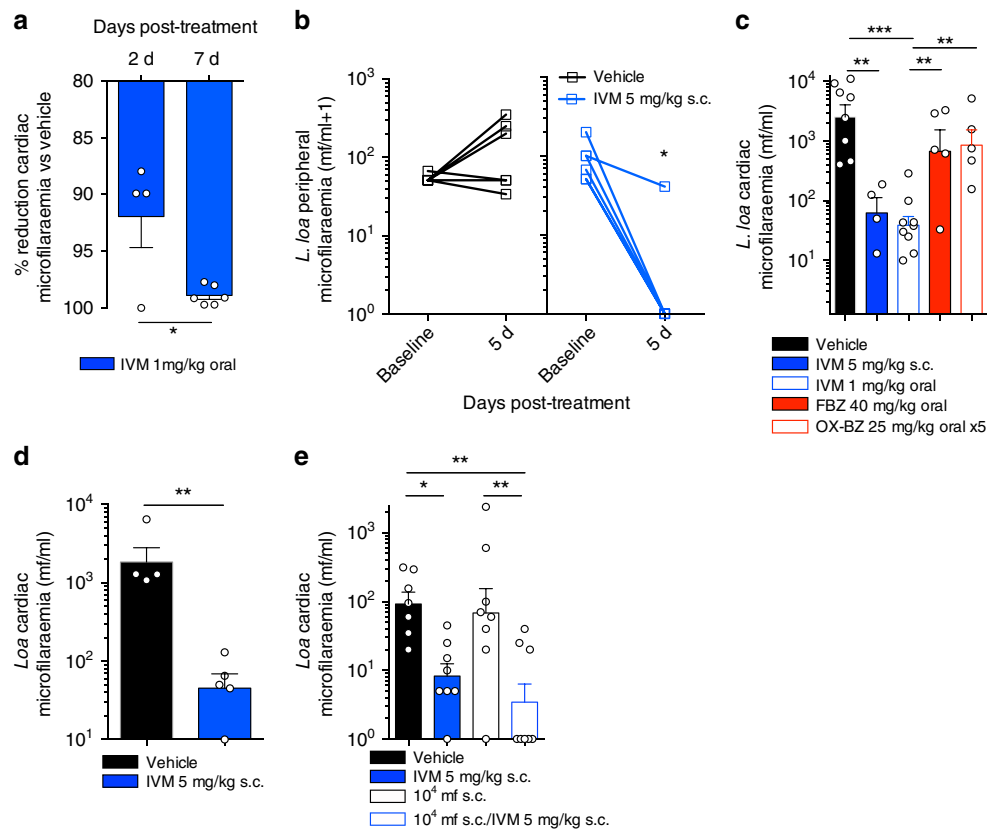 a
Days post-treatment
2 d 7 d
% reduction cardiac
microfilaraemia vs vehicle
80
85
90
95
100
*
IVM 1mg/kg oral
b
L. loa peripheral
microfilaraemia (mf/ml+1)
10³
10²
10¹
10⁰
Vehicle
IVM 5 mg/kg s.c.
*
Baseline
5 d
Baseline
5 d
Days post-treatment
c
L. loa cardiac
microfilaraemia (mf/ml)
10⁴
10³
10²
10¹
***
**
**
**
Vehicle
IVM 5 mg/kg s.c.
IVM 1 mg/kg oral
FBZ 40 mg/kg oral
OX-BZ 25 mg/kg oral x5
d
Loa cardiac
microfilaraemia (mf/ml)
10⁴
10³
10²
10¹
**
Vehicle
IVM 5 mg/kg s.c.
e
Loa cardiac
microfilaraemia (mf/ml)
10³
10²
10¹
10⁰
**
*
**
Vehicle
IVM 5 mg/kg s.c.
10⁴ mf s.c.
10⁴ mf s.c./IVM 5 mg/kg s.c.